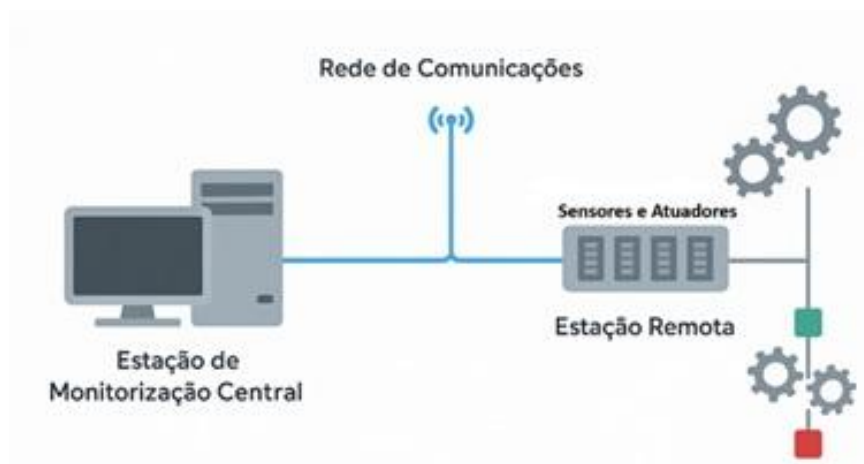 Rede de Comunicações
Sensores e Atuadores
Estação Remota
Estação de
Monitorização Central